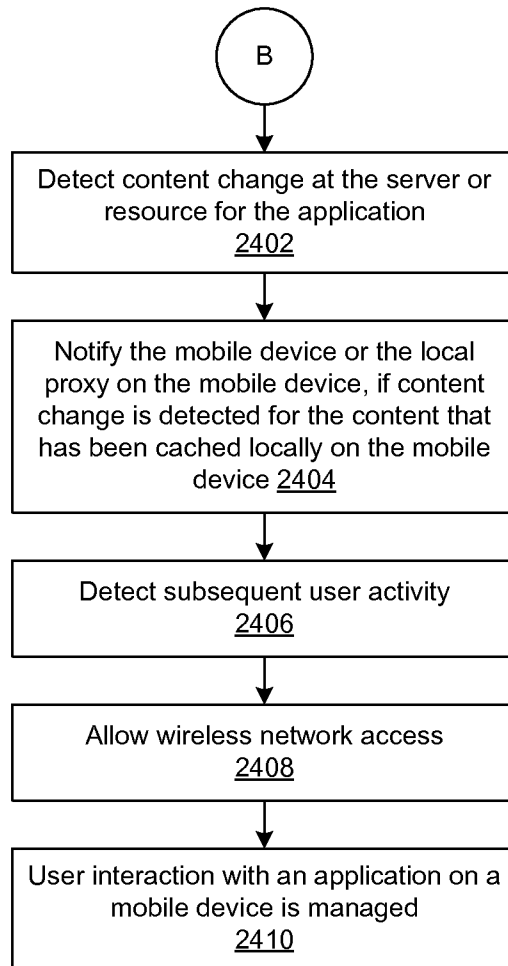 B
Detect content change at the server or
resource for the application
2402
Notify the mobile device or the local
proxy on the mobile device, if content
change is detected for the content that
has been cached locally on the mobile
device 2404
Detect subsequent user activity
2406
Allow wireless network access
2408
User interaction with an application on a
mobile device is managed
2410